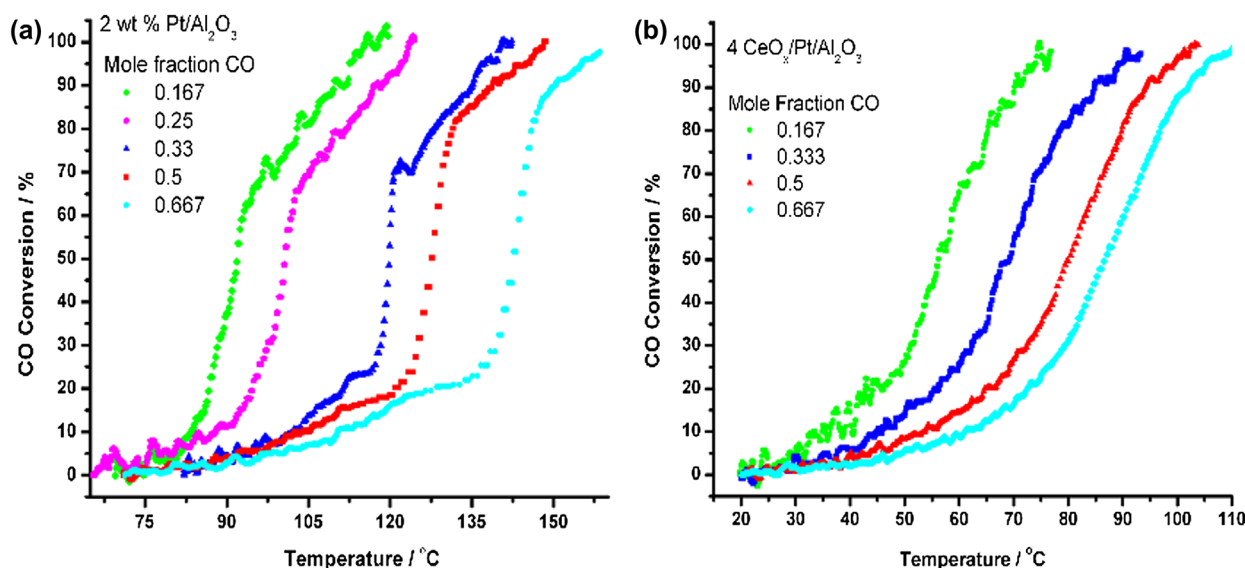 (a)
2 wt % Pt/Al₂O₃
Mole fraction CO
0.167
0.25
0.33
0.5
0.667
CO Conversion / %
100
90
80
70
60
50
40
30
20
10
0
75 90 105 120 135 150
Temperature / °C
(b)
4 CeOₓ/Pt/Al₂O₃
Mole Fraction CO
0.167
0.333
0.5
0.667
CO Conversion / %
100
90
80
70
60
50
40
30
20
10
0
20 30 40 50 60 70 80 90 100 110
Temperature / °C